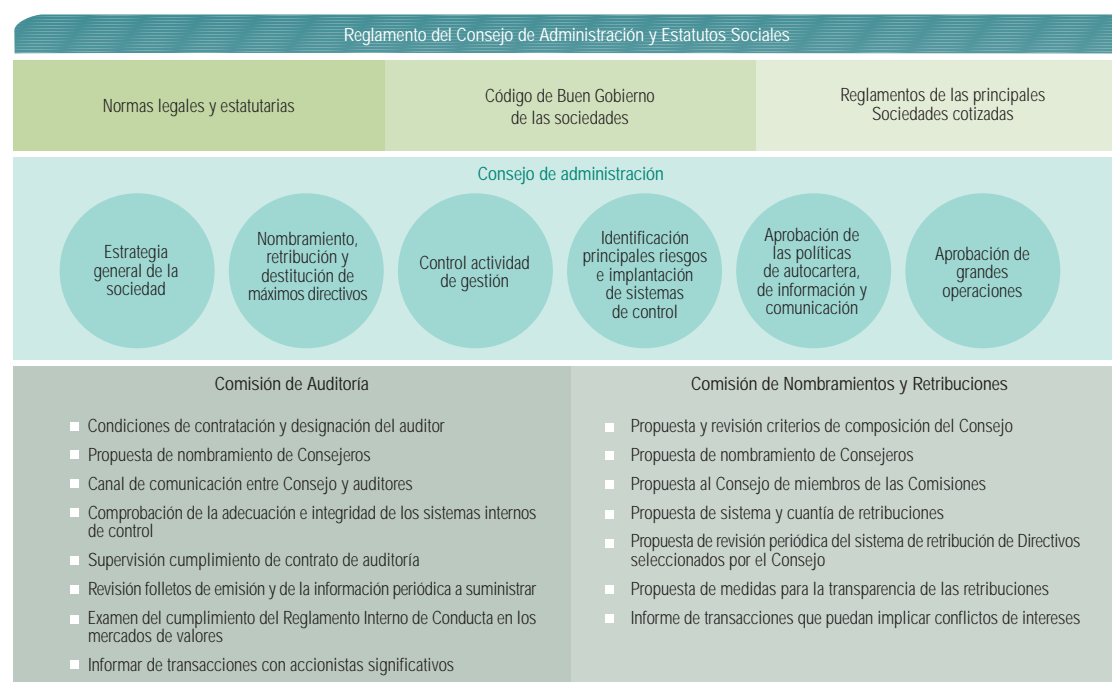 Reglamento del Consejo de Administración y Estatutos Sociales
Normas legales y estatutarias
Código de Buen Gobierno
de las sociedades
Reglamentos de las principales
Sociedades cotizadas
Consejo de administración
Estrategia
general de la
sociedad
Nombramiento,
retribución y
destitución de
máximos directivos
Control actividad
de gestión
Identificación
principales riesgos
e implantación
de sistemas
de control
Aprobación de
las políticas
de autocartera,
de información y
comunicación
Aprobación de
grandes
operaciones
Comisión de Auditoría
Condiciones de contratación y designación del auditor
Propuesta de nombramiento de Consejeros
Canal de comunicación entre Consejo y auditores
Comprobación de la adecuación e integridad de los sistemas internos
de control
Supervisión cumplimiento de contrato de auditoría
Revisión folletos de emisión y de la información periódica a suministrar
Examen del cumplimiento del Reglamento Interno de Conducta en los
mercados de valores
Informar de transacciones con accionistas significativos
Comisión de Nombramientos y Retribuciones
Propuesta y revisión criterios de composición del Consejo
Propuesta de nombramiento de Consejeros
Propuesta al Consejo de miembros de las Comisiones
Propuesta de sistema y cuantía de retribuciones
Propuesta de revisión periódica del sistema de retribución de Directivos
seleccionados por el Consejo
Propuesta de medidas para la transparencia de las retribuciones
Informe de transacciones que puedan implicar conflictos de intereses